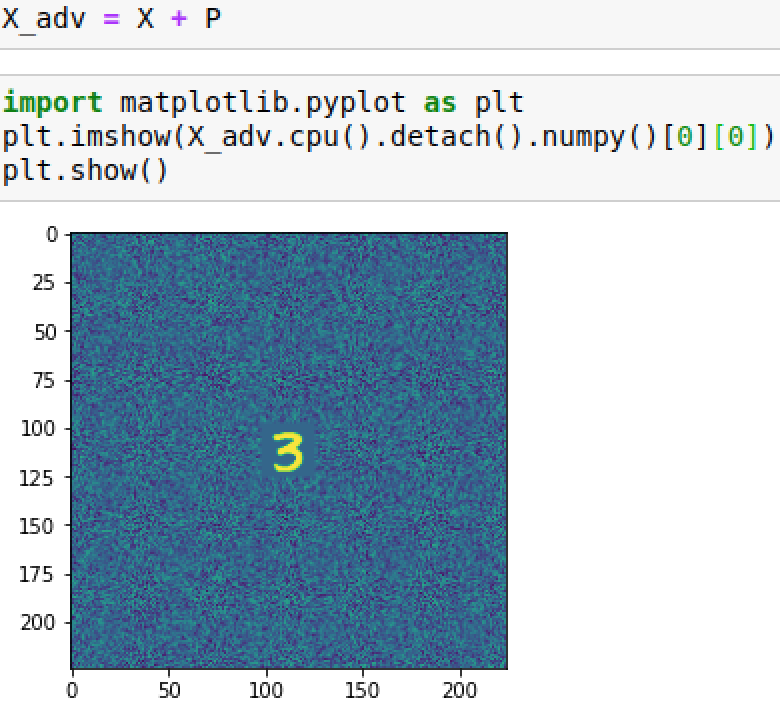 X_adv = X + P
import matplotlib.pyplot as plt
plt.imshow(X_adv.cpu().detach().numpy()[0][0])
plt.show()
0
25
50
75
100
125
150
175
200
3
0 50 100 150 200